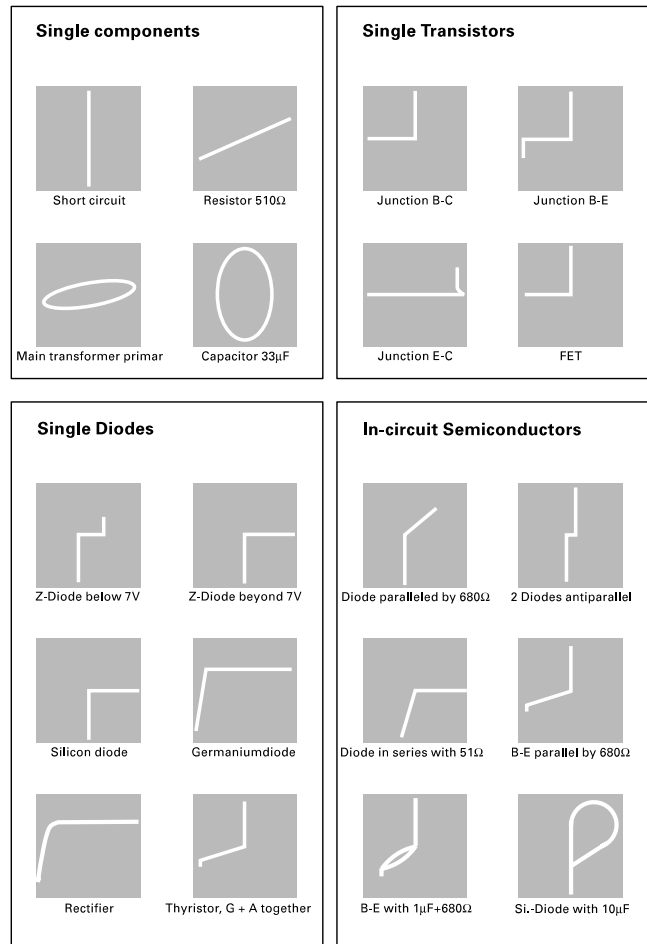 Single components
Short circuit
Resistor 510Ω
Main transformer primar
Capacitor 33µF
Single Transistors
Junction B-C
Junction B-E
Junction E-C
FET
Single Diodes
Z-Diode below 7V
Z-Diode beyond 7V
Silicon diode
Germaniumdiode
Rectifier
Thyristor, G + A together
In-circuit Semiconductors
Diode paralleled by 680Ω
2 Diodes antiparallel
Diode in series with 51Ω
B-E parallel by 680Ω
B-E with 1µF+680Ω
Si.-Diode with 10µF